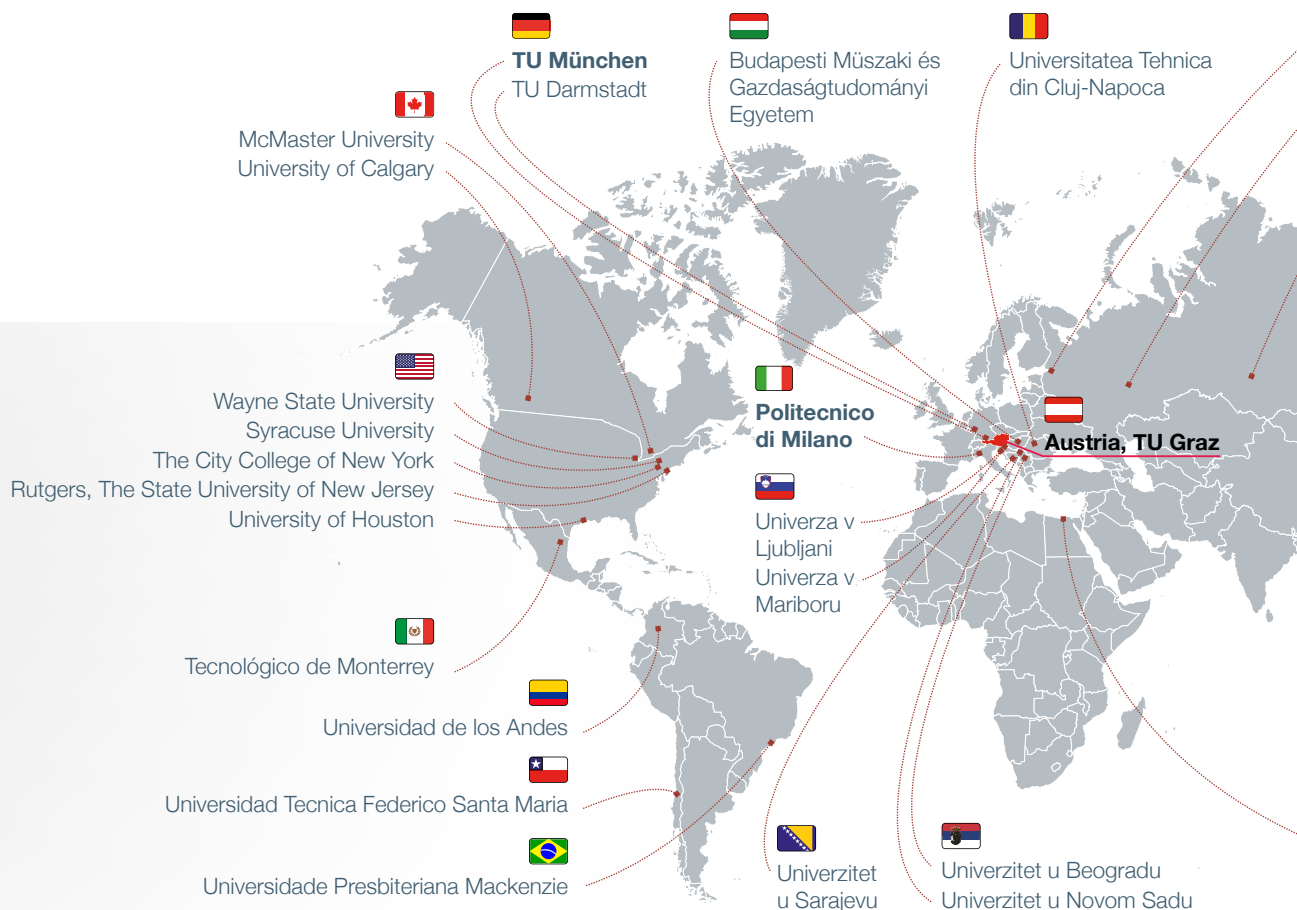 TU München
TU Darmstadt
Budapesti Müszaki és
Gazdaságtudományi
Egyetem
Universitatea Tehnica
din Cluj-Napoca
McMaster University
University of Calgary
Wayne State University
Syracuse University
The City College of New York
Rutgers, The State University of New Jersey
University of Houston
Politecnico
di Milano
Austria, TU Graz
Univerza v
Ljubljani
Univerza v
Mariboru
Tecnológico de Monterrey
Universidad de los Andes
Universidad Tecnica Federico Santa Maria
Universidade Presbiteriana Mackenzie
Univerzitet
u Sarajevu
Univerzitet u Beogradu
Univerzitet u Novom Sadu